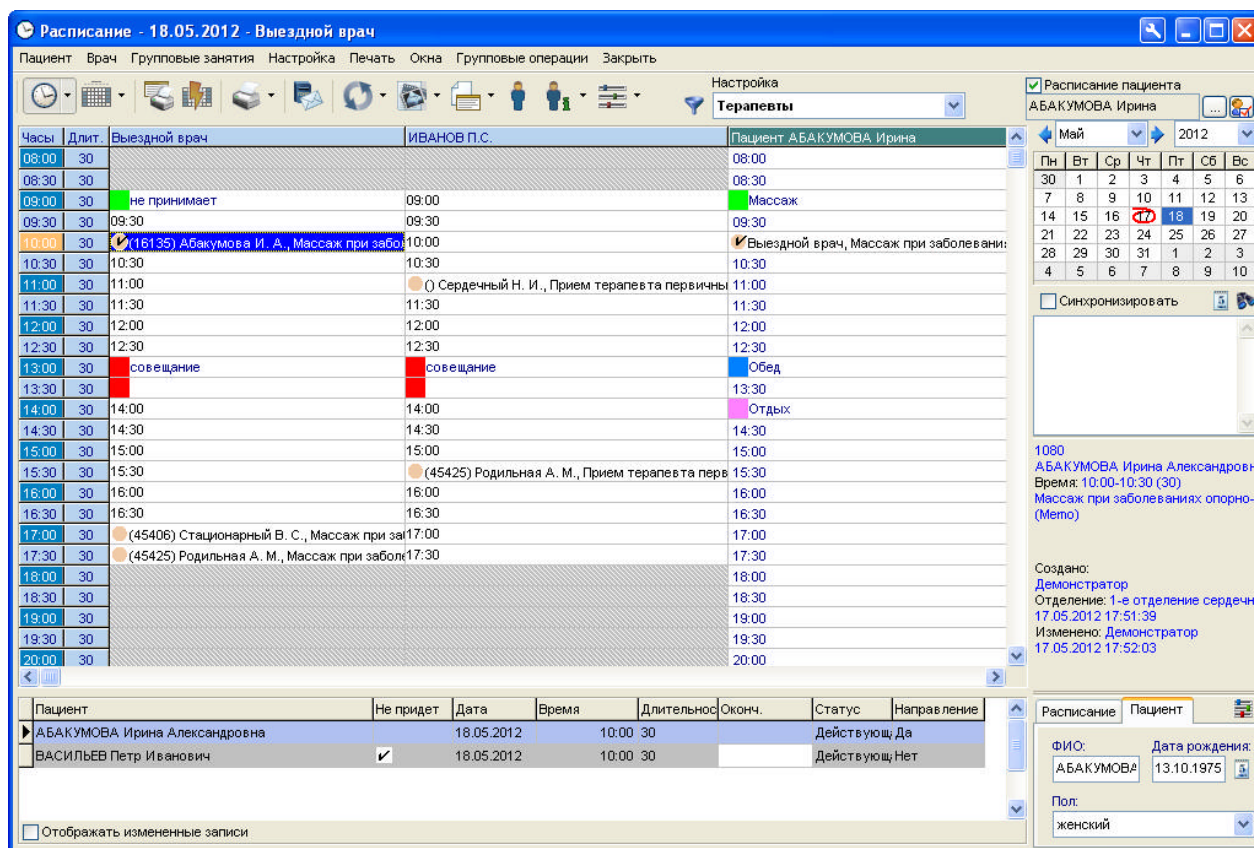 Расписание - 18.05.2012 - Выездной врач
Пациент Врач Групповые занятия Настройка Печать Окна Групповые операции Закрыть
Настройка
Терапевты
Расписание пациента
АБАКУМОВА Ирина ...
Часы Длит. Выездной врач ИВАНОВ П.С. Пациент АБАКУМОВА Ирина
08:00 30 08:00
08:30 30 08:30
09:00 30 не принимает 09:00 Массаж
09:30 30 09:30 09:30 09:30
10:00 30 (16135) Абакумова И. А., Массаж при забо 10:00 Выездной врач, Массаж при заболевани
10:30 30 10:30 10:30 10:30
11:00 30 11:00 () Сердечный Н. И., Прием терапевта первичны 11:00
11:30 30 11:30 11:30 11:30
12:00 30 12:00 12:00 12:00
12:30 30 12:30 12:30 12:30
13:00 30 совещание совещание Обед
13:30 30 13:30
14:00 30 14:00 14:00 Отдых
14:30 30 14:30 14:30 14:30
15:00 30 15:00 15:00 15:00
15:30 30 15:30 (45425) Родильная А. М., Прием терапевта перв 15:30
16:00 30 16:00 16:00 16:00
16:30 30 16:30 16:30 16:30
17:00 30 (45406) Стационарный В. С., Массаж при за 17:00 17:00
17:30 30 (45425) Родильная А. М., Массаж при забол 17:30 17:30
18:00 30 18:00
18:30 30 18:30
19:00 30 19:00
19:30 30 19:30
20:00 30 20:00
Май 2012
Пн Вт Ср Чт Пт Сб Вс
30 1 2 3 4 5 6
7 8 9 10 11 12 13
14 15 16 17 18 19 20
21 22 23 24 25 26 27
28 29 30 31 1 2 3
4 5 6 7 8 9 10
Синхронизировать
1080
АБАКУМОВА Ирина Александровн
Время: 10:00-10:30 (30)
Массаж при заболеваниях опорно-
(Memo)
Создано:
Демонстратор
Отделение: 1-е отделение сердечн
17.05.2012 17:51:39
Изменено: Демонстратор
17.05.2012 17:52:03
Пациент Не придет Дата Время Длительнос Оконч. Статус Направление
АБАКУМОВА Ирина Александровна 18.05.2012 10:00 30 Действующ Да
ВАСИЛЬЕВ Петр Иванович 18.05.2012 10:00 30 Действующ Нет
Отображать измененные записи
Расписание Пациент
ФИО: Дата рождения:
АБАКУМОВА 13.10.1975
Пол:
женский